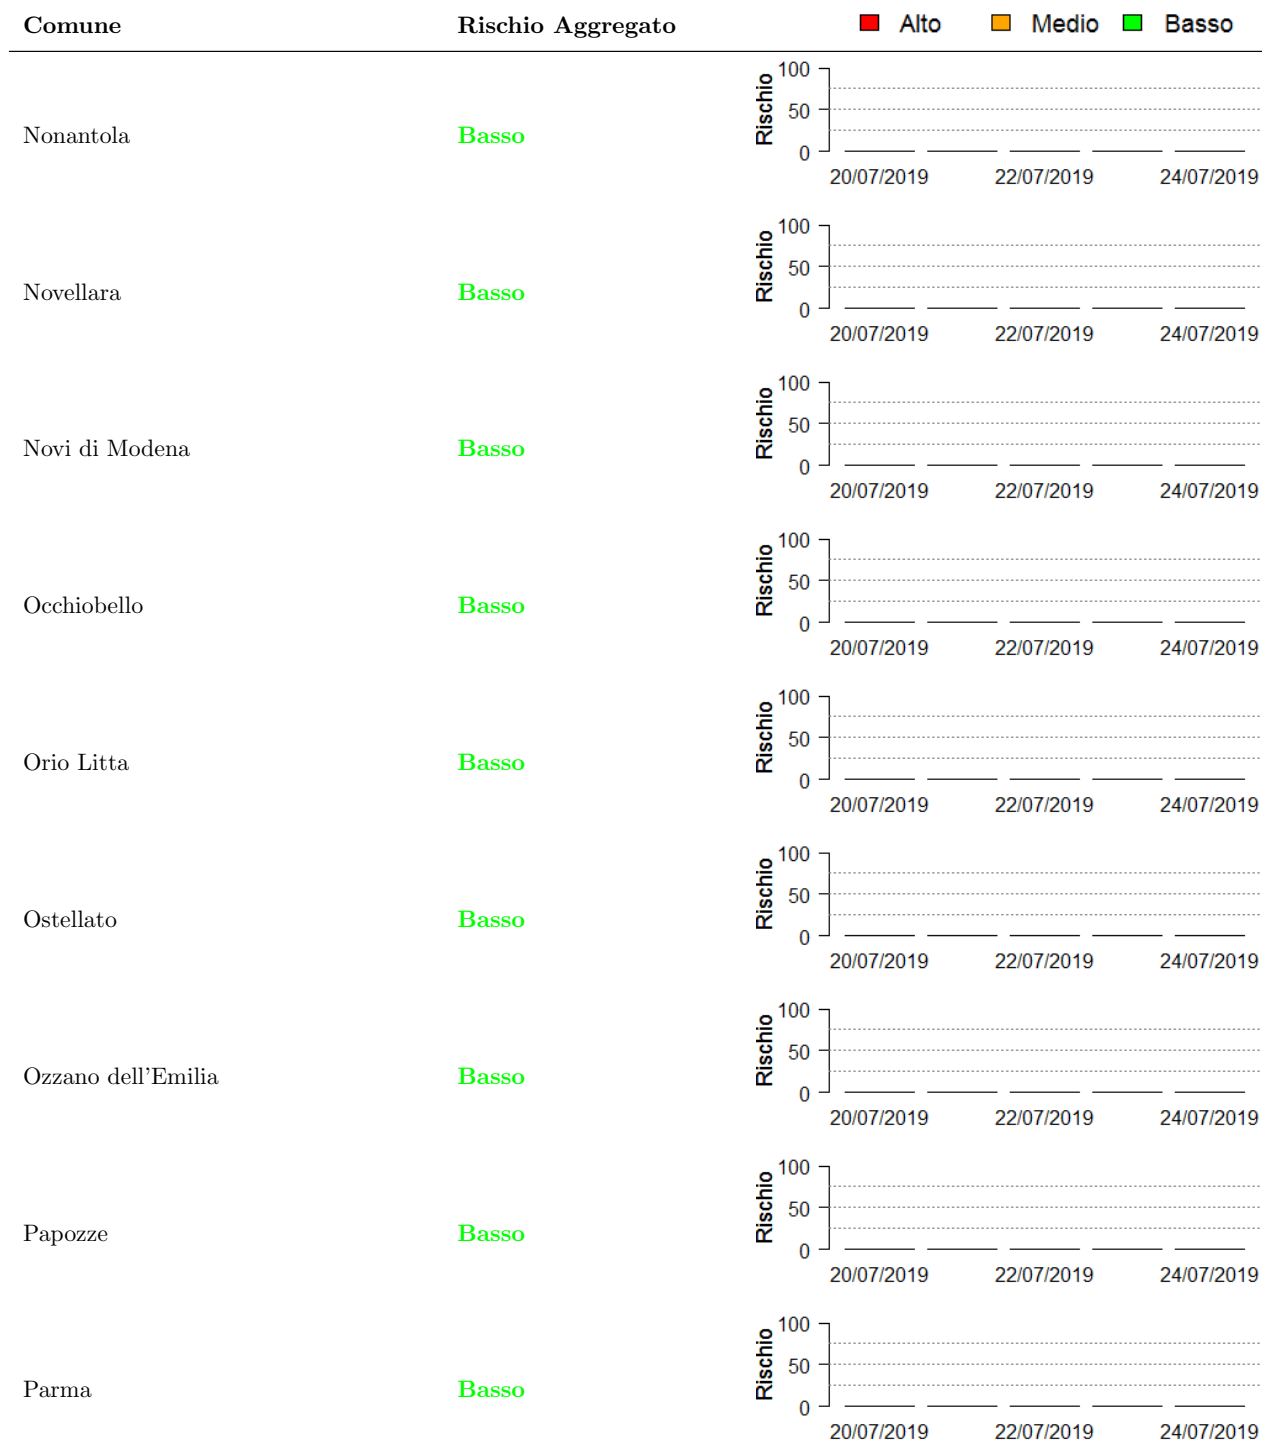 Comune Rischio Aggregato Alto Medio Basso
100
50
0
Rischio
Nonantola Basso
20/07/2019 22/07/2019 24/07/2019
100
50
0
Rischio
Novellara Basso
20/07/2019 22/07/2019 24/07/2019
100
50
0
Rischio
Novi di Modena Basso
20/07/2019 22/07/2019 24/07/2019
100
50
0
Rischio
Occhiobello Basso
20/07/2019 22/07/2019 24/07/2019
100
50
0
Rischio
Orio Litta Basso
20/07/2019 22/07/2019 24/07/2019
100
50
0
Rischio
Ostellato Basso
20/07/2019 22/07/2019 24/07/2019
100
50
0
Rischio
Ozzano dell'Emilia Basso
20/07/2019 22/07/2019 24/07/2019
100
50
0
Rischio
Papozze Basso
20/07/2019 22/07/2019 24/07/2019
100
50
0
Rischio
Parma Basso
20/07/2019 22/07/2019 24/07/2019